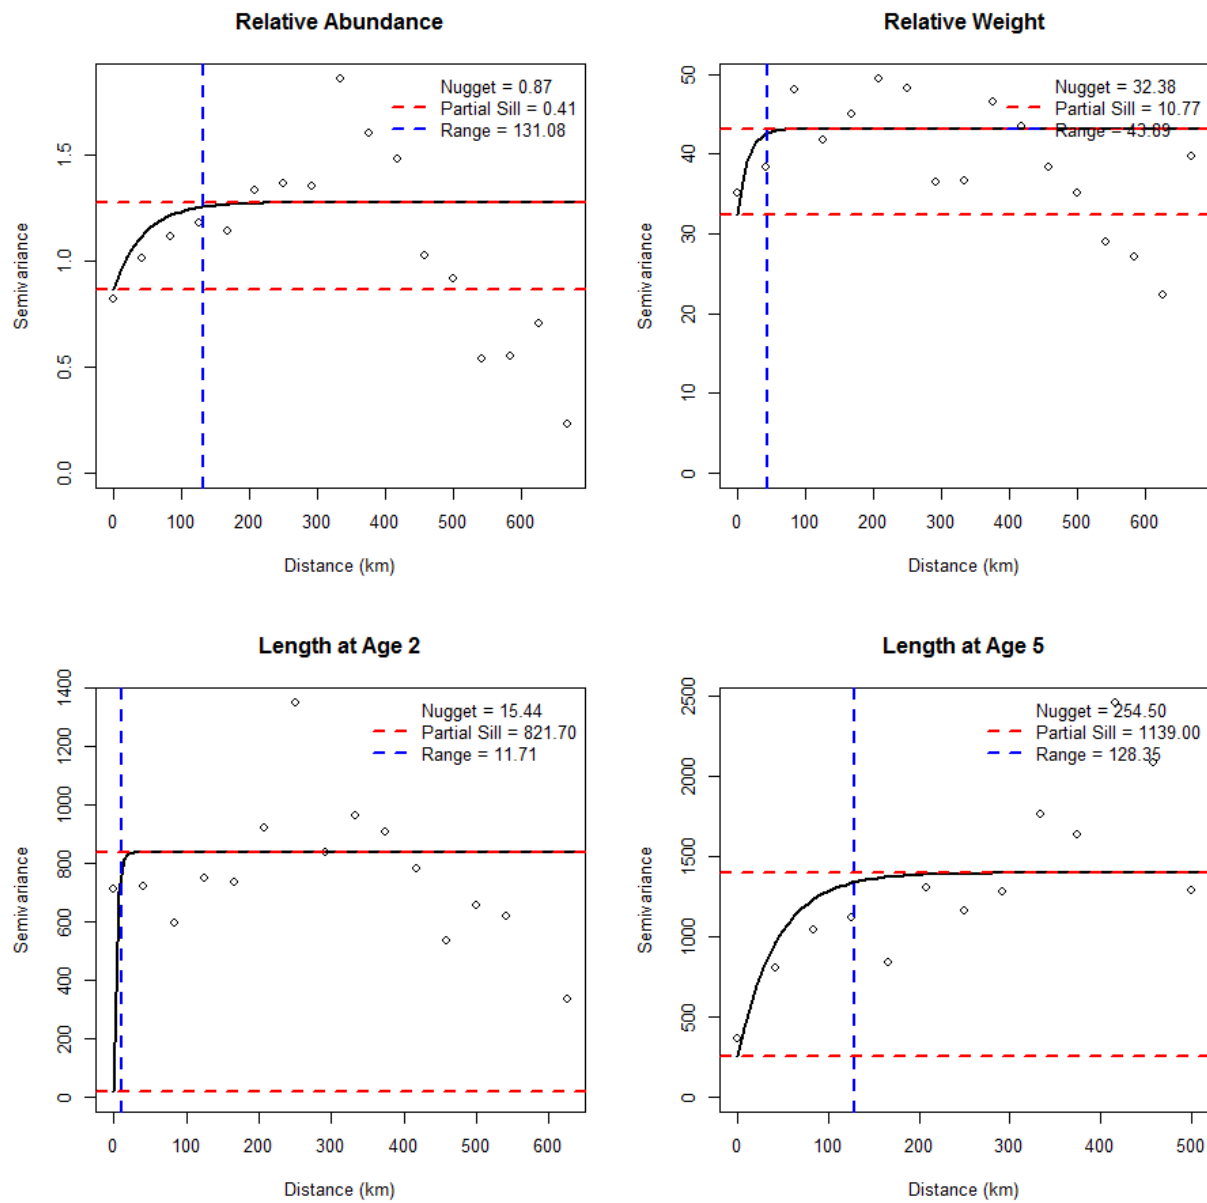 Relative Abundance
Nugget = 0.87
Partial Sill = 0.41
Range = 131.08
Semivariance
0.0
0.5
1.0
1.5
0 100 200 300 400 500 600
Distance (km)
Relative Weight
Nugget = 32.38
Partial Sill = 10.77
Range = 43.89
Semivariance
0
10
20
30
40
50
0 100 200 300 400 500 600
Distance (km)
Length at Age 2
Nugget = 15.44
Partial Sill = 821.70
Range = 11.71
Semivariance
0
200
400
600
800
1000
1200
1400
0 100 200 300 400 500 600
Distance (km)
Length at Age 5
Nugget = 254.50
Partial Sill = 1139.00
Range = 128.35
Semivariance
0
500
1000
1500
2000
2500
0 100 200 300 400 500
Distance (km)